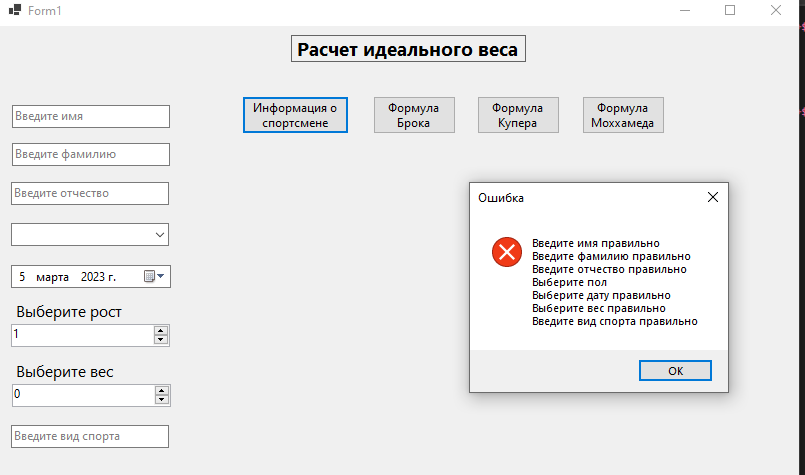 Form1
Расчет идеального веса
Введите имя
Введите фамилию
Введите отчество
5 марта 2023 г.
Выберите рост
1
Выберите вес
0
Введите вид спорта
Информация о
спортсмене
Формула
Брока
Формула
Купера
Формула
Моххамеда
Ошибка
Введите имя правильно
Введите фамилию правильно
Введите отчество правильно
Выберите пол
Выберите дату правильно
Выберите вес правильно
Введите вид спорта правильно
ОК